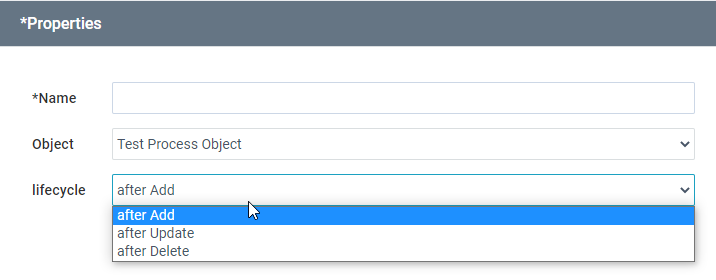 *Properties
*Name
Object Test Process Object
lifecycle after Add
after Add
after Update
after Delete